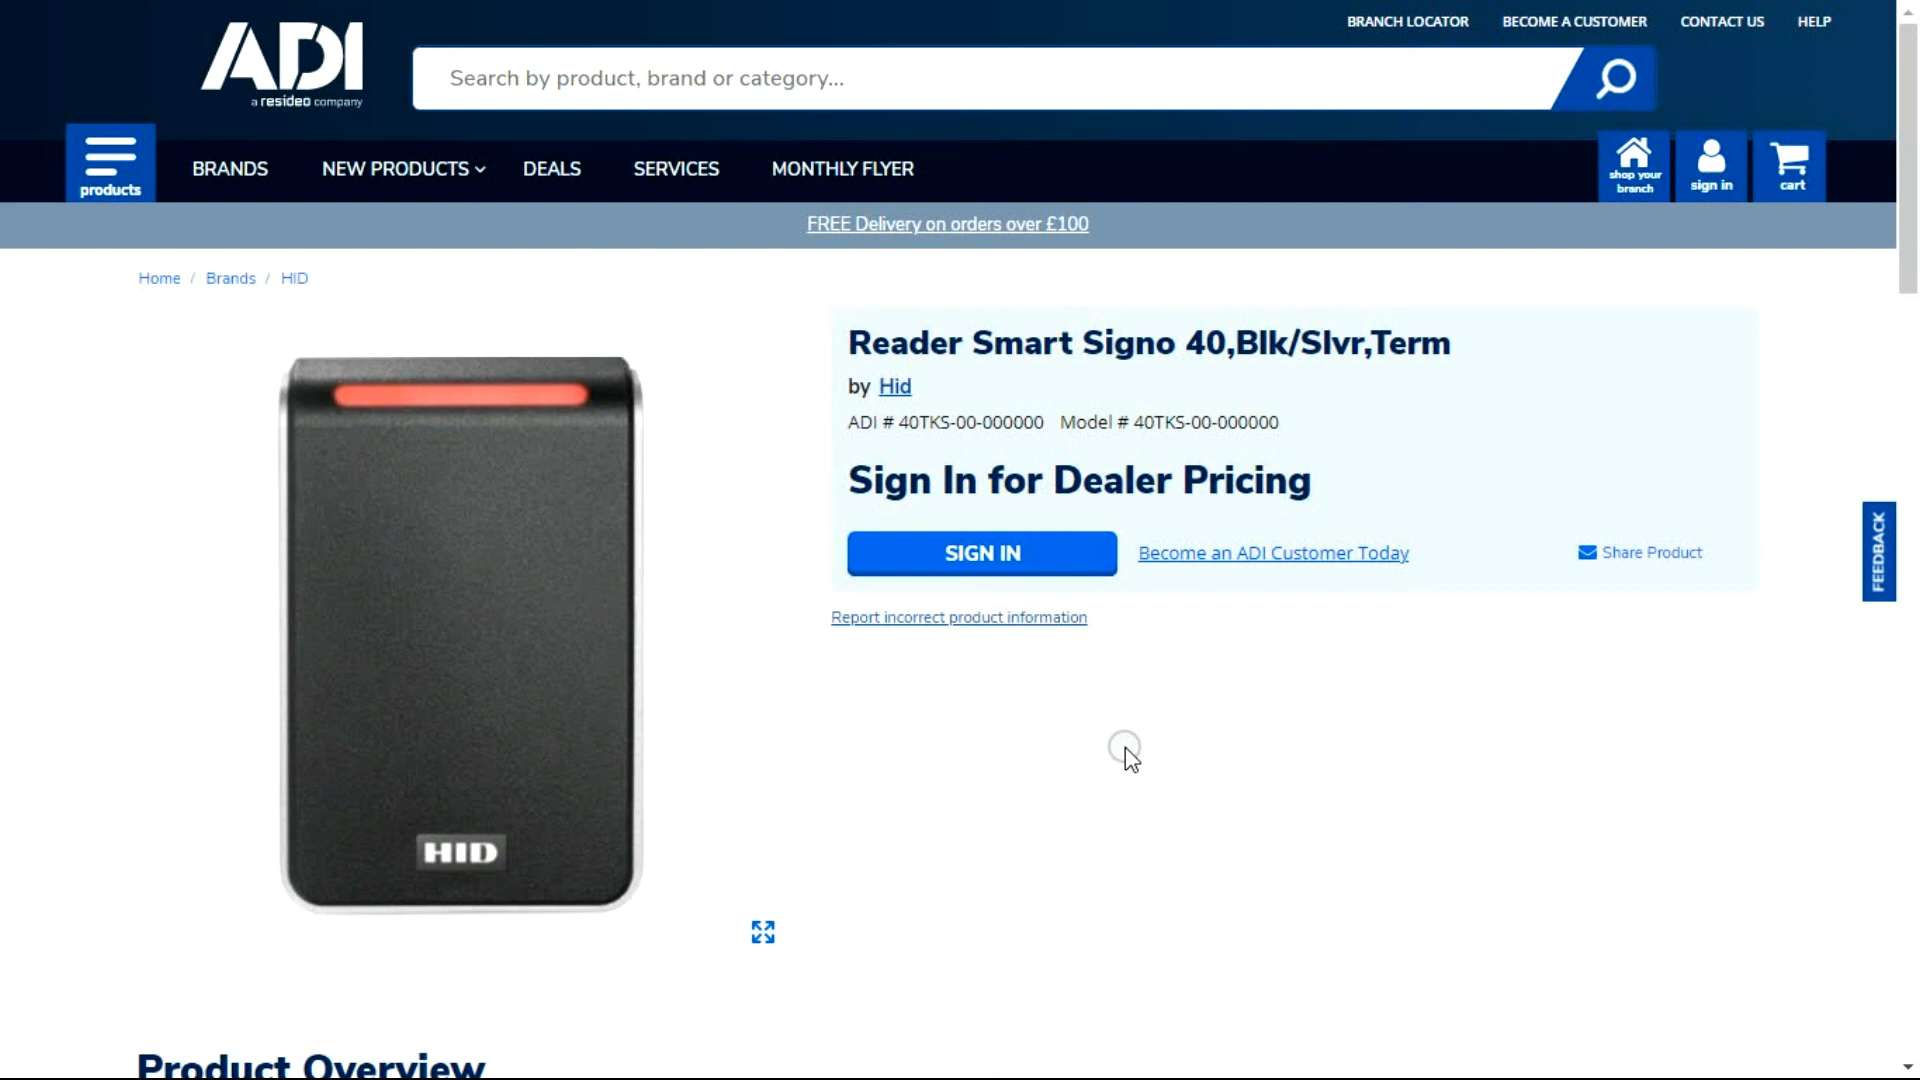 BRANCH LOCATOR BECOME A CUSTOMER CONTACT US HELP
ADI
a resideo company
Search by product, brand or category...
products
BRANDS NEW PRODUCTS DEALS SERVICES MONTHLY FLYER
shop your branch
sign in
cart
FREE Delivery on orders over £100
Home / Brands / HID
Reader Smart Signo 40,Blk/Slvr,Term
by Hid
ADI # 40TKS-00-000000 Model # 40TKS-00-000000
Sign In for Dealer Pricing
SIGN IN Become an ADI Customer Today Share Product
FEEDBACK
Report incorrect product information
HID
Product Overview